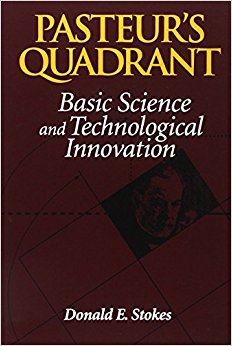 PASTEUR'S
QUADRANT
Basic Science
and Technological
Innovation
Donald E. Stokes